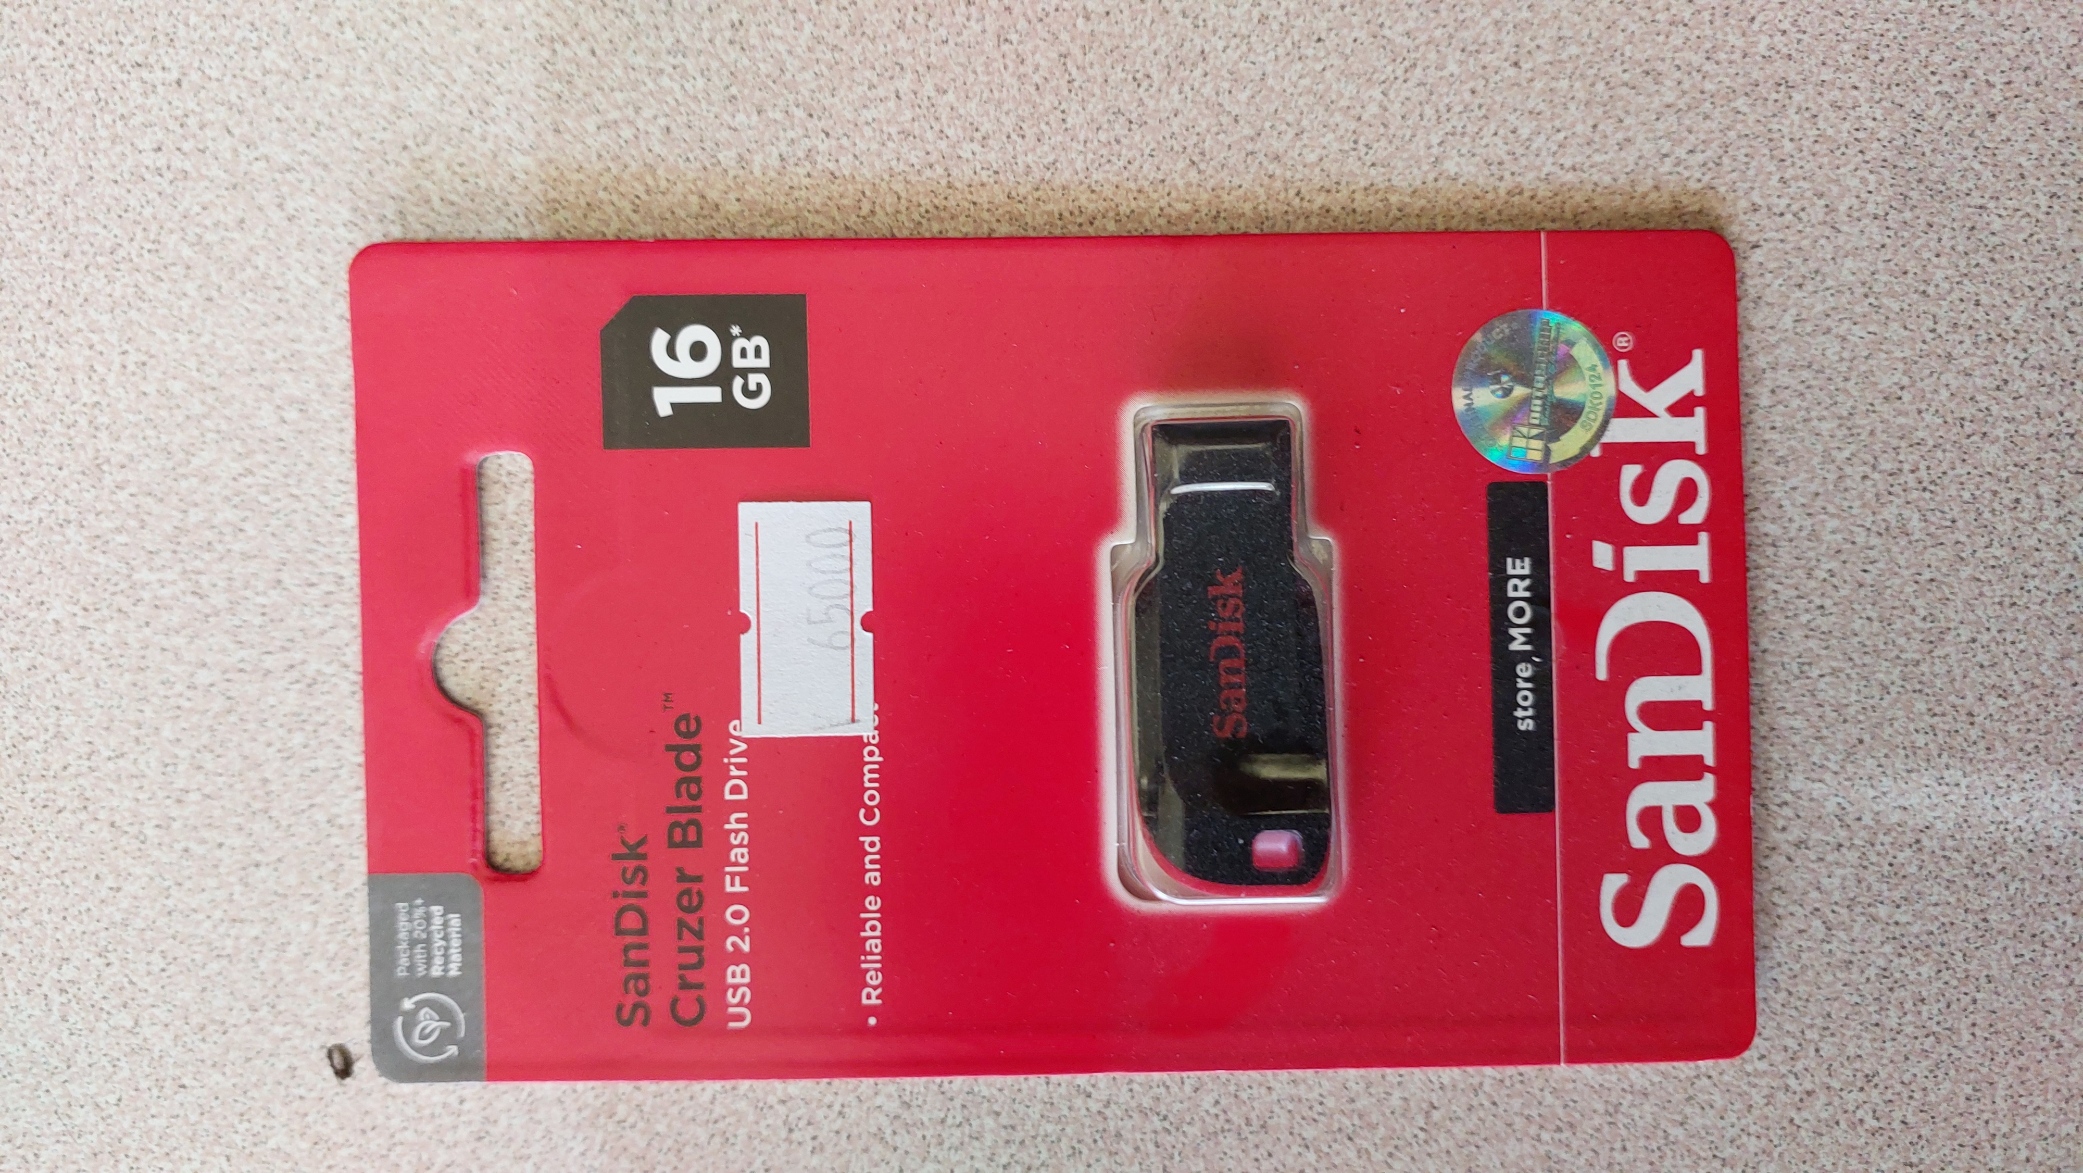 Packaged
with 20%+
Recycled
Material
SanDisk®
Cruzer Blade™
USB 2.0 Flash Drive
16
GB*
65000
• Reliable and Compact
SanDisk
store MORE
SDK0124
SanDisk®